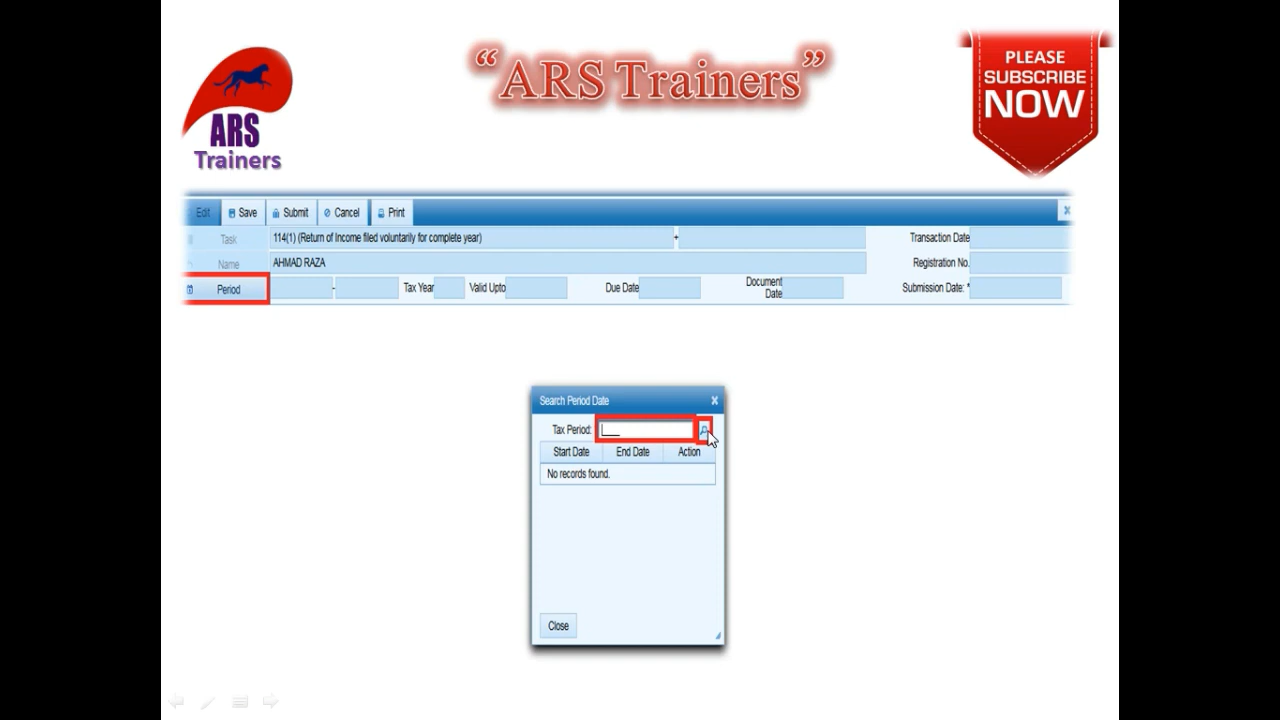 “ARS Trainers”
ARS
Trainers
PLEASE
SUBSCRIBE
NOW
Edit Save Submit Cancel Print
Task 114(1) (Return of Income filed voluntarily for complete year) + Transaction Date
Name AHMAD RAZA Registration No.
Period - Tax Year Valid Upto Due Date Document Date Submission Date: *
Search Period Date
Tax Period:
Start Date End Date Action
No records found.
Close